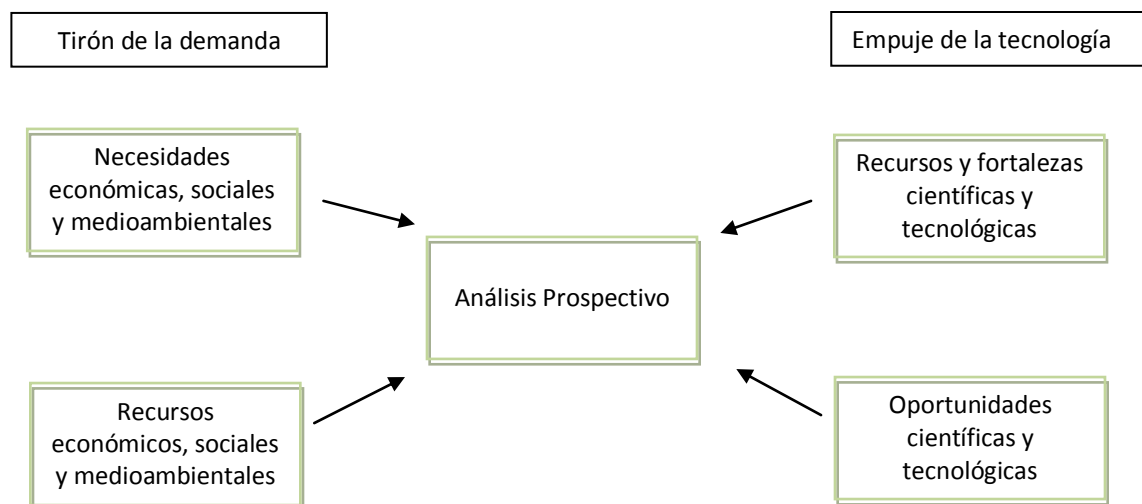 Tirón de la demanda
Empuje de la tecnología
Necesidades
económicas, sociales
y medioambientales
Recursos y fortalezas
científicas y
tecnológicas
Análisis Prospectivo
Recursos
económicos, sociales
y medioambientales
Oportunidades
científicas y
tecnológicas